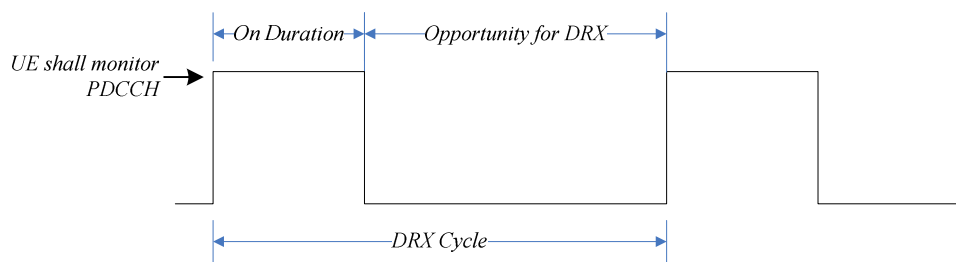 On Duration
Opportunity for DRX
UE shall monitor
PDCCH
DRX Cycle